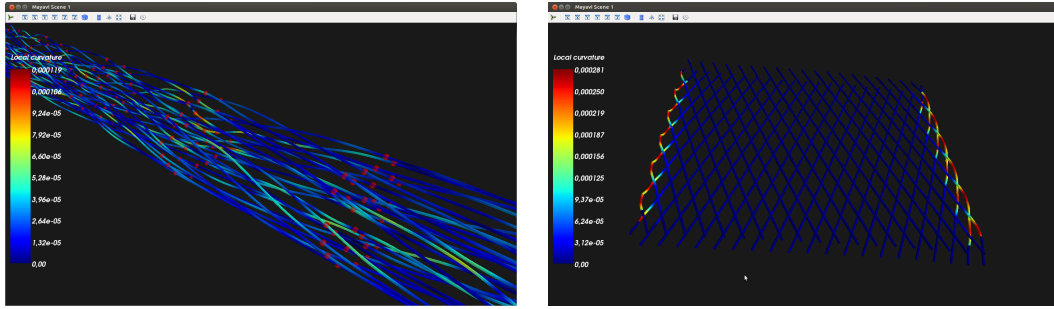 Mayavi Scene 1
Local curvature
0,000119
0,000106
9,24e-05
7,92e-05
6,60e-05
5,28e-05
3,96e-05
2,64e-05
1,32e-05
0,00
Mayavi Scene 1
Local curvature
0,000281
0,000250
0,000219
0,000187
0,000156
0,000125
9,37e-05
6,24e-05
3,12e-05
0,00